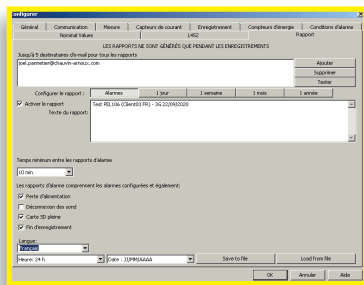 Configurer
Général Communication Mesure Capteurs de courant Enregistrement Compteurs d'énergie Conditions d'alarme
Nominal Values L452 Rapport
LES RAPPORTS NE SONT GÉNÉRÉS QUE PENDANT LES ENREGISTREMENTS
Jusqu'à 5 destinataires d'e-mail pour tous les rapports
joel.pannetier@chauvin-arnoux.com
Ajouter
Supprimer
Tester
Configurer le rapport : Alarmes 1 jour 1 semaine 1 mois 1 année
Activer le rapport
Texte du rapport:
Test PEL106 (Client03 FR) - 3G 22/09/2020
Temps minimum entre les rapports d'alarme
10 min
Les rapports d'alarme comprennent les alarmes configurées et également:
Perte d'alimentation
Déconnexion des sond
Carte SD pleine
Fin d'enregistrement
Langue:
Français
Heure: 24 h Date : JJ/MM/AAAA Save to file Load from file
OK Annuler Aide